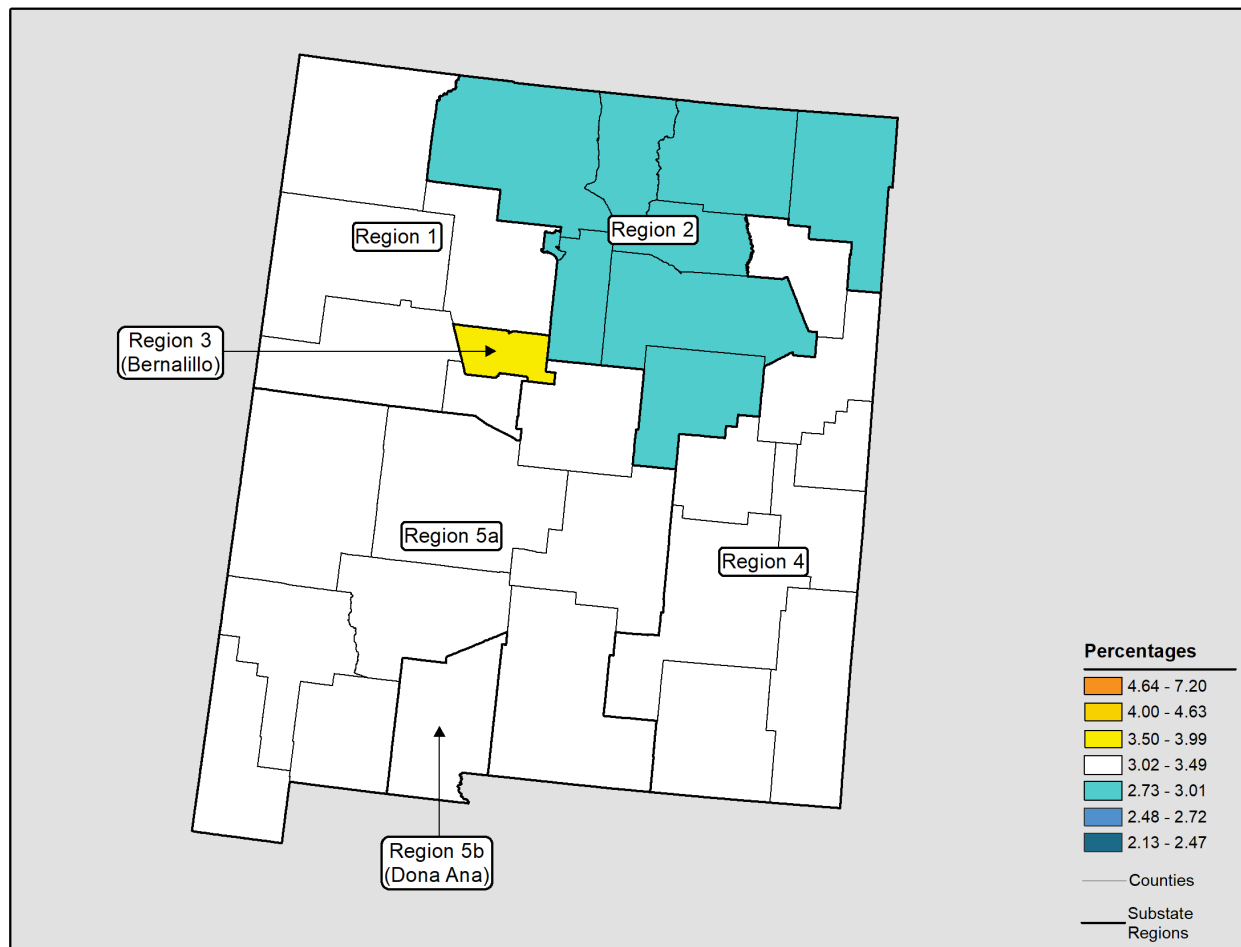 Region 1
Region 2
Region 3
(Bernalillo)
Region 5a
Region 4
Region 5b
(Dona Ana)
Percentages
4.64 - 7.20
4.00 - 4.63
3.50 - 3.99
3.02 - 3.49
2.73 - 3.01
2.48 - 2.72
2.13 - 2.47
Counties
Substate
Regions